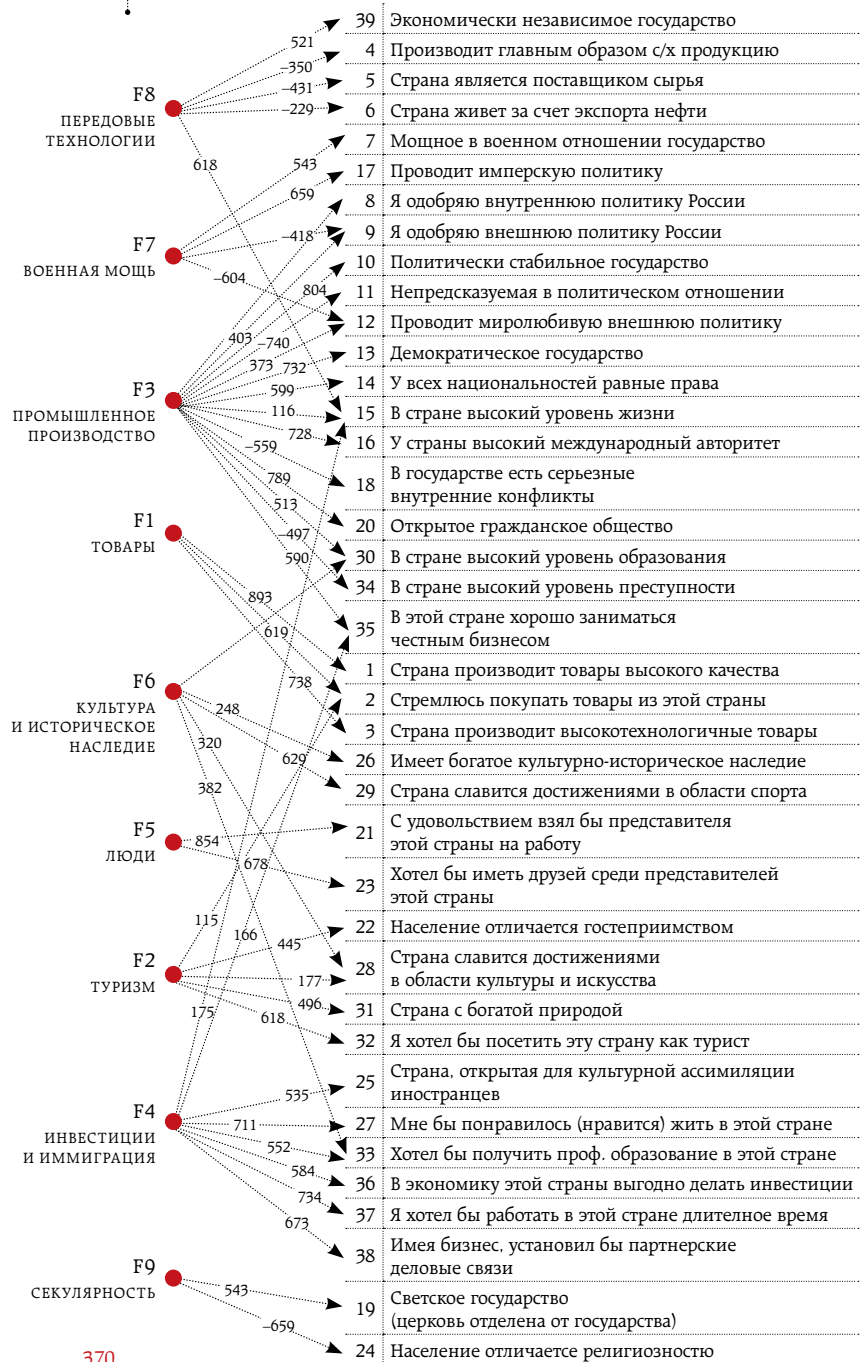 39 Экономически независимое государство
521
4 Производит главным образом с/х продукцию
–350
5 Страна является поставщиком сырья
–431
F8
ПЕРЕДОВЫЕ
ТЕХНОЛОГИИ
–229
6 Страна живет за счет экспорта нефти
7 Мощное в военном отношении государство
618
543
17 Проводит имперскую политику
659
8 Я одобряю внутреннюю политику России
–418
9 Я одобряю внешнюю политику России
F7
ВОЕННАЯ МОЩЬ
10 Политически стабильное государство
–604
804
11 Непредсказуемая в политическом отношении
12 Проводит миролюбивую внешнюю политику
403
–740
13 Демократическое государство
373
732
14 У всех национальностей равные права
599
F3
ПРОМЫШЛЕННОЕ
ПРОИЗВОДСТВО
116
15 В стране высокий уровень жизни
728
16 У страны высокий международный авторитет
–559
18 В государстве есть серьезные
внутренние конфликты
789
513
20 Открытое гражданское общество
F1
ТОВАРЫ
–497
590
30 В стране высокий уровень образования
34 В стране высокий уровень преступности
893
35 В этой стране хорошо заниматься
честным бизнесом
619
1 Страна производит товары высокого качества
738
2 Стремлюсь покупать товары из этой страны
F6
КУЛЬТУРА
И ИСТОРИЧЕСКОЕ
НАСЛЕДИЕ
248
3 Страна производит высокотехнологичные товары
320
629
26 Имеет богатое культурно-историческое наследие
382
29 Страна славится достижениями в области спорта
F5
ЛЮДИ
854
21 С удовольствием взял бы представителя
этой страны на работу
678
23 Хотел бы иметь друзей среди представителей
этой страны
115
166
445
22 Население отличается гостеприимством
F2
ТУРИЗМ
177
28 Страна славится достижениями
в области культуры и искусства
496
175
618
31 Страна с богатой природой
32 Я хотел бы посетить эту страну как турист
535
25 Страна, открытая для культурной ассимиляции
иностранцев
F4
ИНВЕСТИЦИИ
И ИММИГРАЦИЯ
711
27 Мне бы понравилось (нравится) жить в этой стране
552
33 Хотел бы получить проф. образование в этой стране
584
36 В экономику этой страны выгодно делать инвестиции
734
37 Я хотел бы работать в этой стране длителное время
673
38 Имея бизнес, установил бы партнерские
деловые связи
F9
СЕКУЛЯРНОСТЬ
543
19 Светское государство
(церковь отделена от государства)
–659
24 Население отличаетсе религиозностю
370